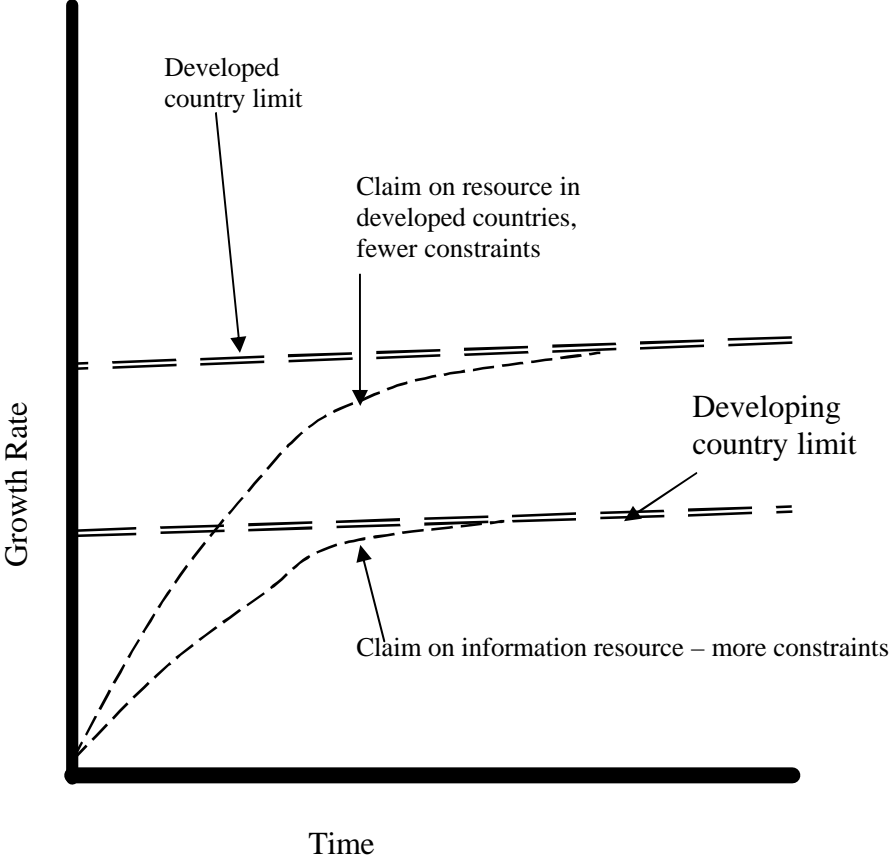 Developed
country limit
Claim on resource in
developed countries,
fewer constraints
Developing
country limit
Growth Rate
Claim on information resource – more constraints
Time